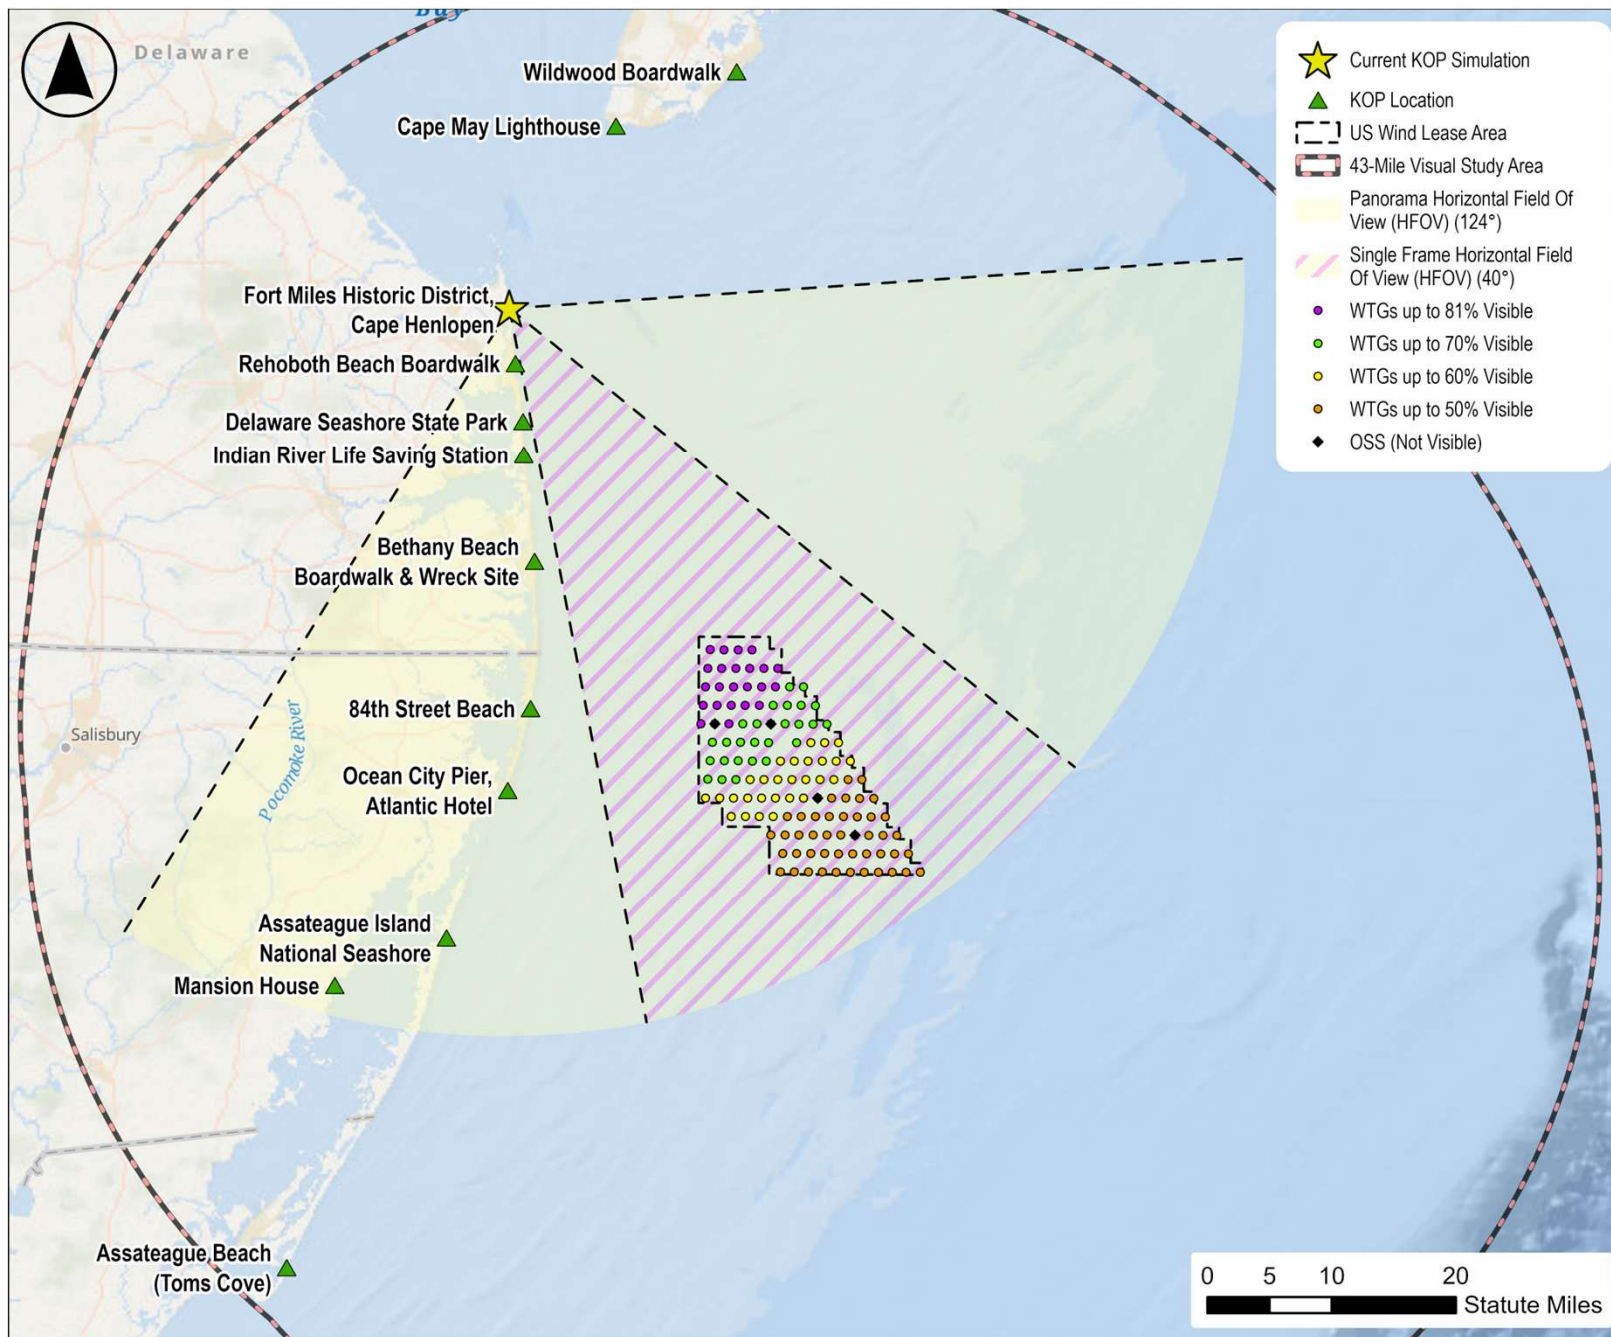 Bay
Delaware
Wildwood Boardwalk
Cape May Lighthouse
Fort Miles Historic District,
Cape Henlopen
Rehoboth Beach Boardwalk
Delaware Seashore State Park
Indian River Life Saving Station
Bethany Beach
Boardwalk & Wreck Site
84th Street Beach
Salisbury
Pocomoke River
Ocean City Pier,
Atlantic Hotel
Assateague Island
National Seashore
Mansion House
Assateague Beach
(Toms Cove)
Current KOP Simulation
KOP Location
US Wind Lease Area
43-Mile Visual Study Area
Panorama Horizontal Field Of
View (HFOV) (124°)
Single Frame Horizontal Field
Of View (HFOV) (40°)
WTGs up to 81% Visible
WTGs up to 70% Visible
WTGs up to 60% Visible
WTGs up to 50% Visible
OSS (Not Visible)
0 5 10 20
Statute Miles